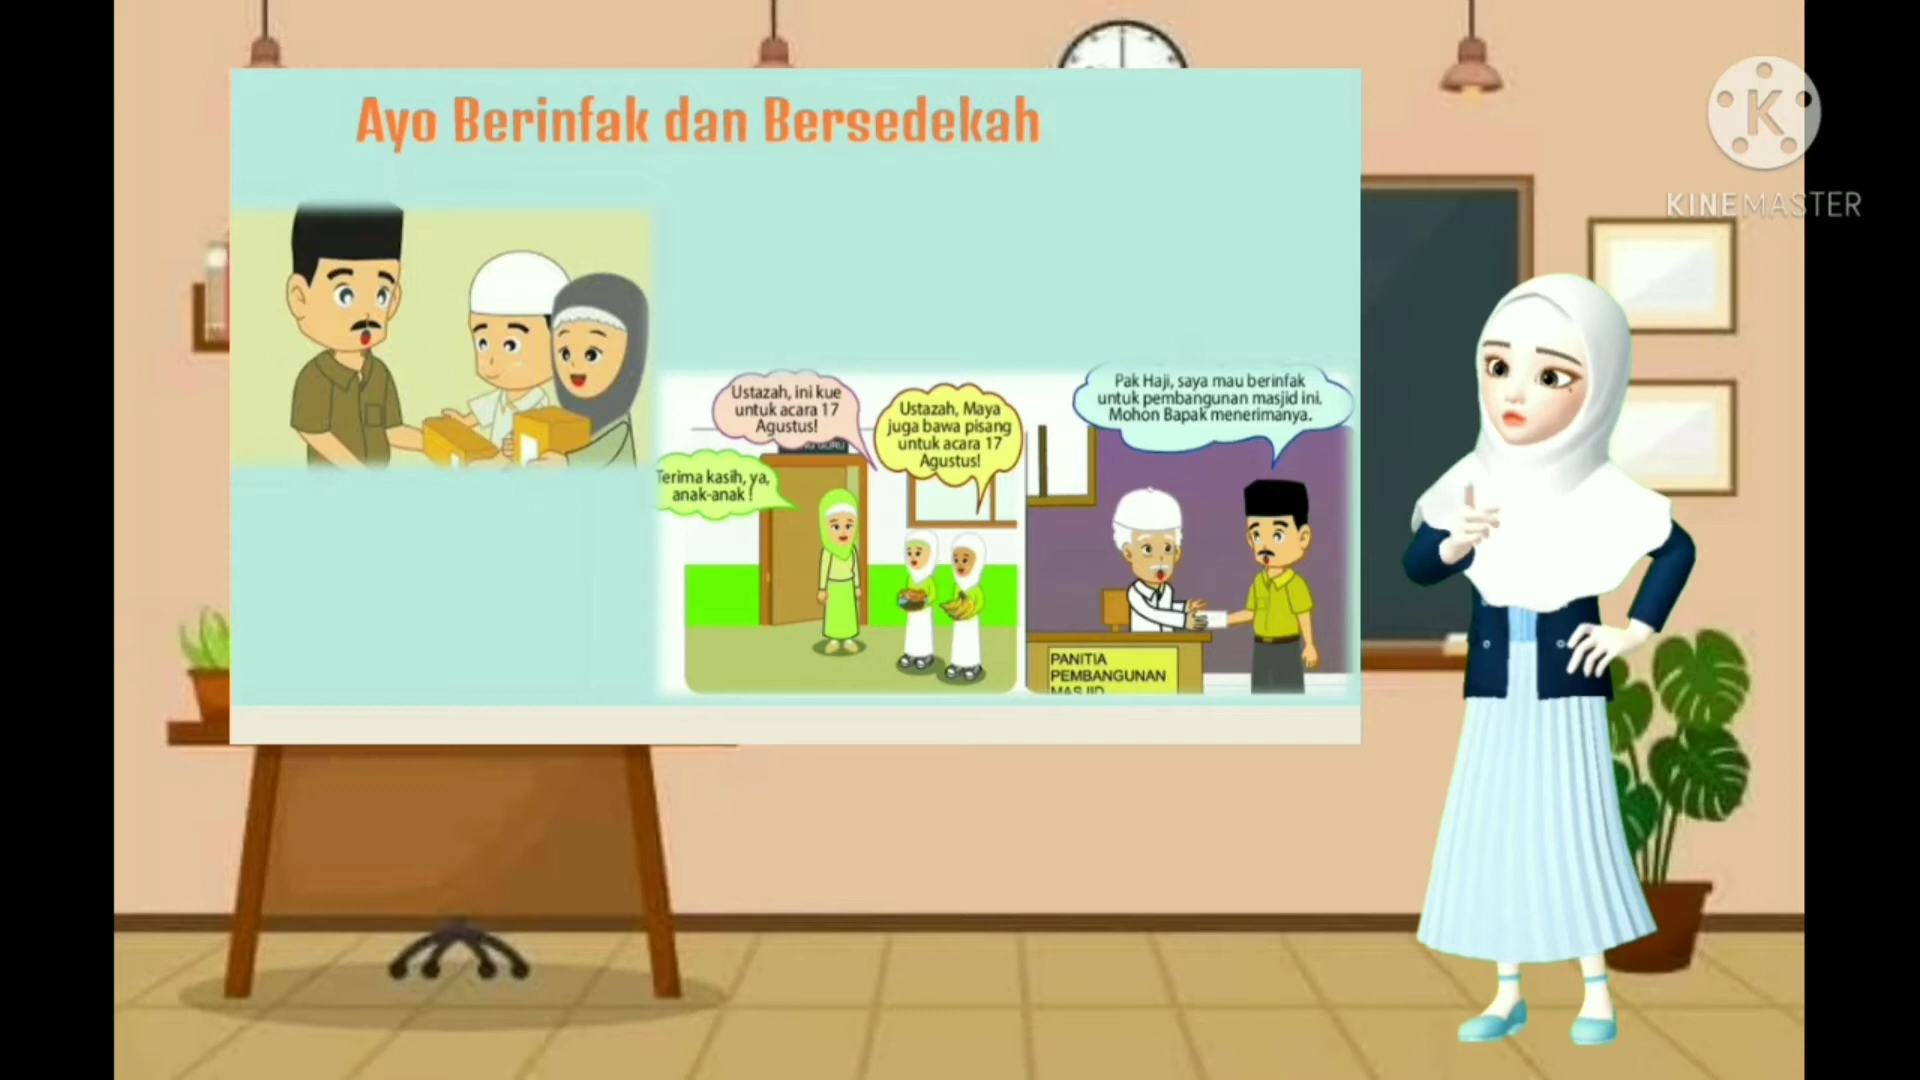 Ayo Berinfak dan Bersedekah
Ustazah, ini kue
untuk acara 17
Agustus!
Ustazah, Maya
juga bawa pisang
untuk acara 17
Agustus!
Terima kasih, ya,
anak-anak !
Pak Haji, saya mau berinfak
untuk pembangunan masjid ini.
Mohon Bapak menerimanya.
PANITIA
PEMBANGUNAN
MASJID
K
KINEMASTER